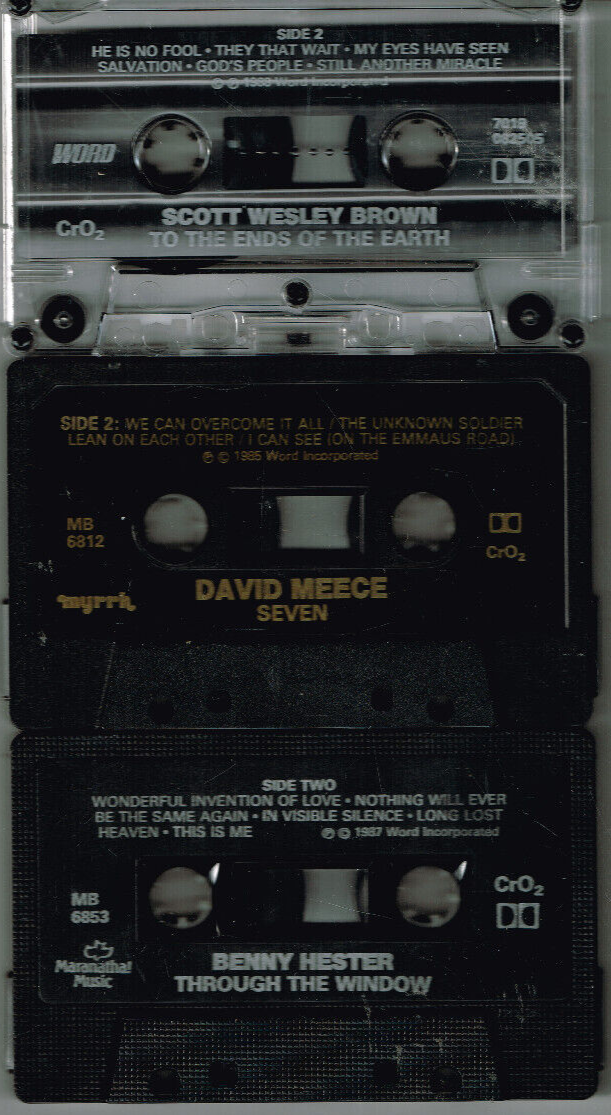 SIDE 2
HE IS NO FOOL • THEY THAT WAIT • MY EYES HAVE SEEN
SALVATION • GOD'S PEOPLE • STILL ANOTHER MIRACLE
℗ © 1988 Word Incorporated
WORD
7019
CrO2
SCOTT WESLEY BROWN
TO THE ENDS OF THE EARTH
SIDE 2: WE CAN OVERCOME IT ALL / THE UNKNOWN SOLDIER
LEAN ON EACH OTHER / I CAN SEE (ON THE EMMAUS ROAD)
℗ © 1985 Word Incorporated
MB
6812
CrO2
myrrh
DAVID MEECE
SEVEN
SIDE TWO
WONDERFUL INVENTION OF LOVE • NOTHING WILL EVER
BE THE SAME AGAIN • IN VISIBLE SILENCE • LONG LOST
HEAVEN • THIS IS ME ℗ © 1987 Word Incorporated
MB
6853
CrO2
Maranatha!
Music
BENNY HESTER
THROUGH THE WINDOW